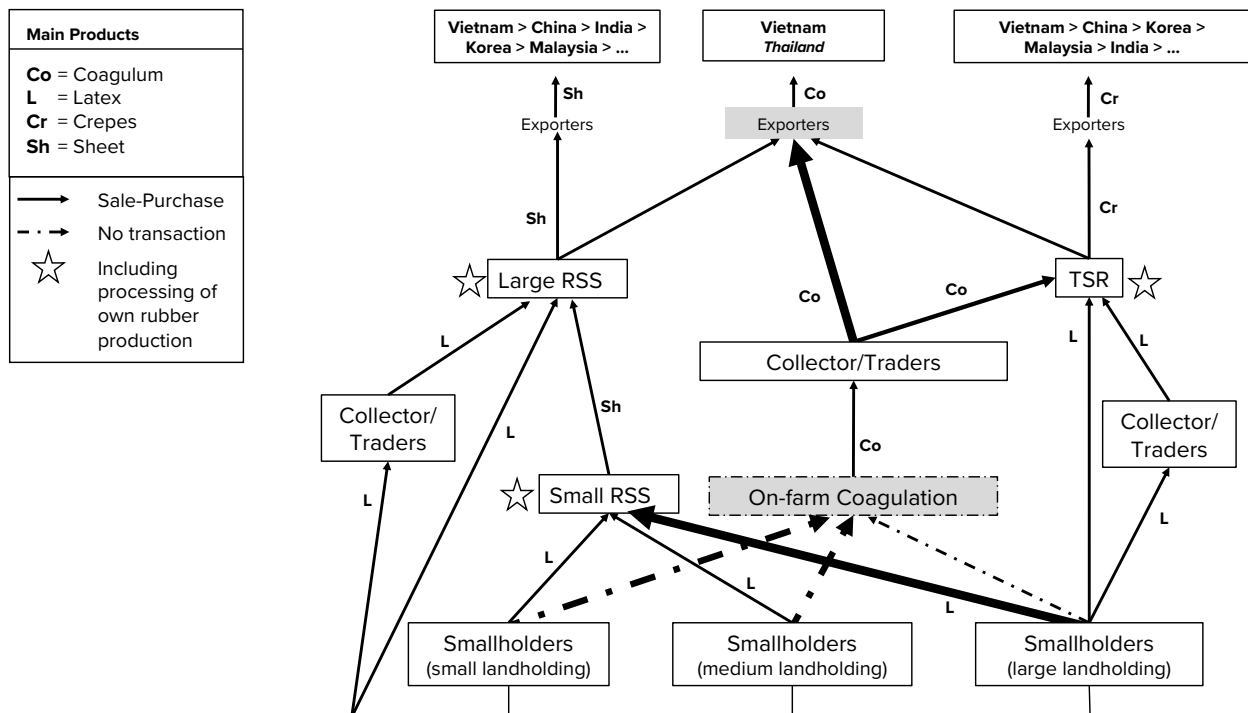 Main Products
Co = Coagulum
L = Latex
Cr = Crepes
Sh = Sheet
Sale-Purchase
No transaction
Including
processing of
own rubber
production
Vietnam > China > India >
Korea > Malaysia > ...
Vietnam
Thailand
Vietnam > China > Korea >
Malaysia > India > ...
Sh
Co
Cr
Exporters
Exporters
Exporters
Sh
Cr
Large RSS
Co
Co
TSR
L
L
L
Collector/Traders
Collector/
Traders
L
Sh
Collector/
Traders
Co
Small RSS
On-farm Coagulation
L
L
L
L
L
Smallholders
(small landholding)
Smallholders
(medium landholding)
Smallholders
(large landholding)